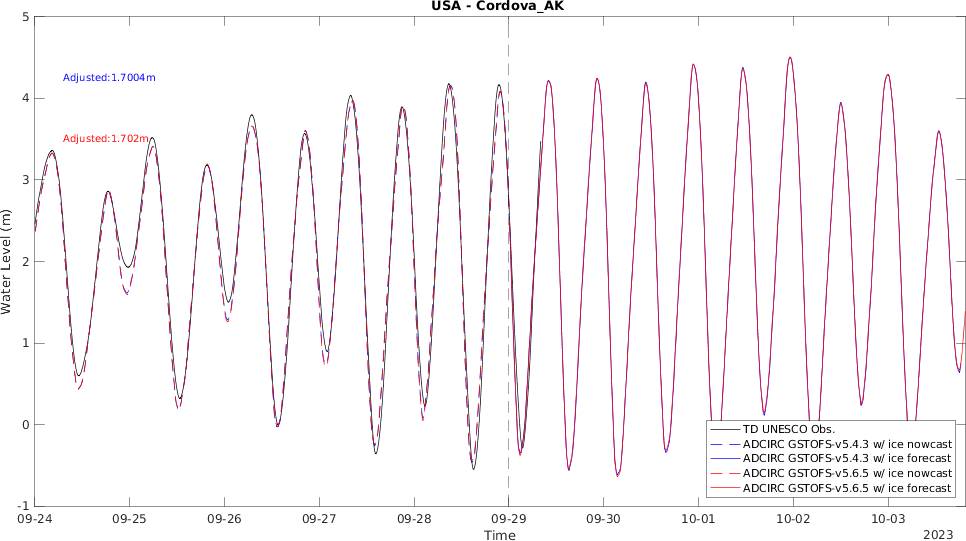 USA - Cordova_AK
5
Adjusted:1.7004m
4
Adjusted:1.702m
3
Water Level (m)
2
1
0
TD UNESCO Obs.
ADCIRC GSTOFS-v5.4.3 w/ ice nowcast
ADCIRC GSTOFS-v5.4.3 w/ ice forecast
ADCIRC GSTOFS-v5.6.5 w/ ice nowcast
ADCIRC GSTOFS-v5.6.5 w/ ice forecast
-1
09-24 09-25 09-26 09-27 09-28 09-29 09-30 10-01 10-02 10-03
Time
2023